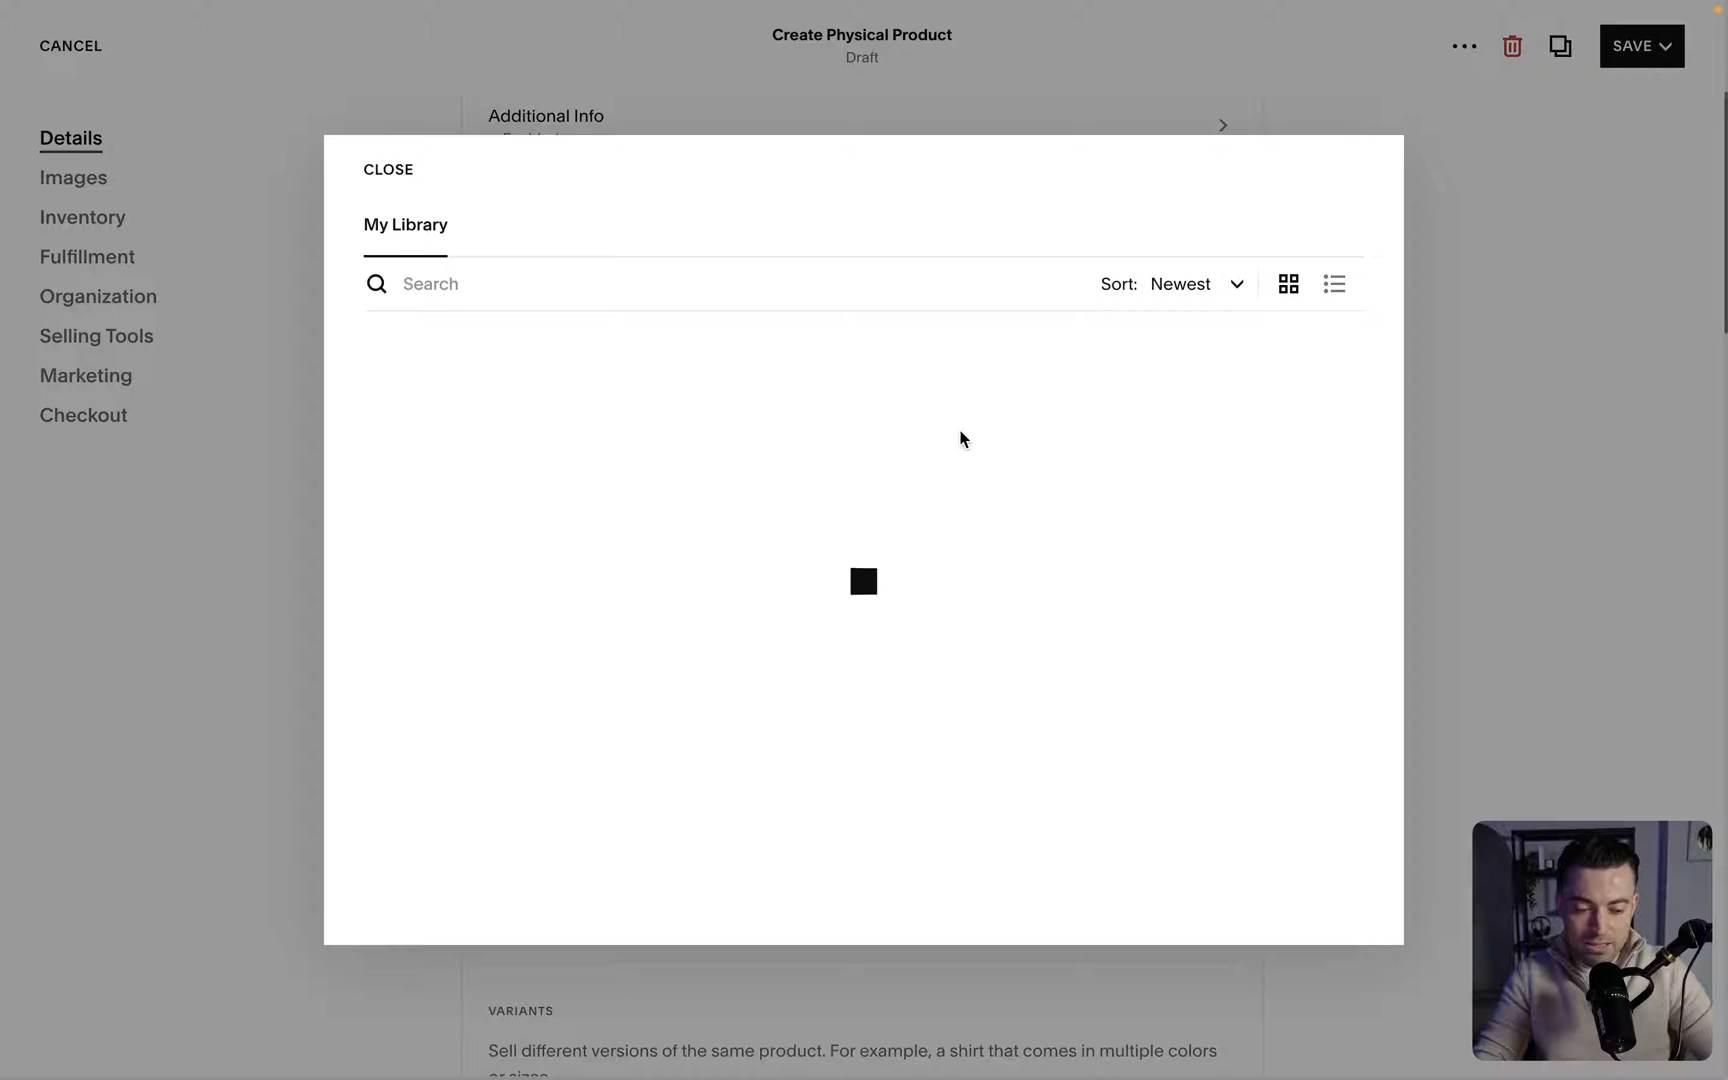 CANCEL
Create Physical Product
Draft
SAVE
Details
Images
Inventory
Fulfillment
Organization
Selling Tools
Marketing
Checkout
Additional Info
CLOSE
My Library
Search
Sort: Newest
VARIANTS
Sell different versions of the same product. For example, a shirt that comes in multiple colors
or sizes.